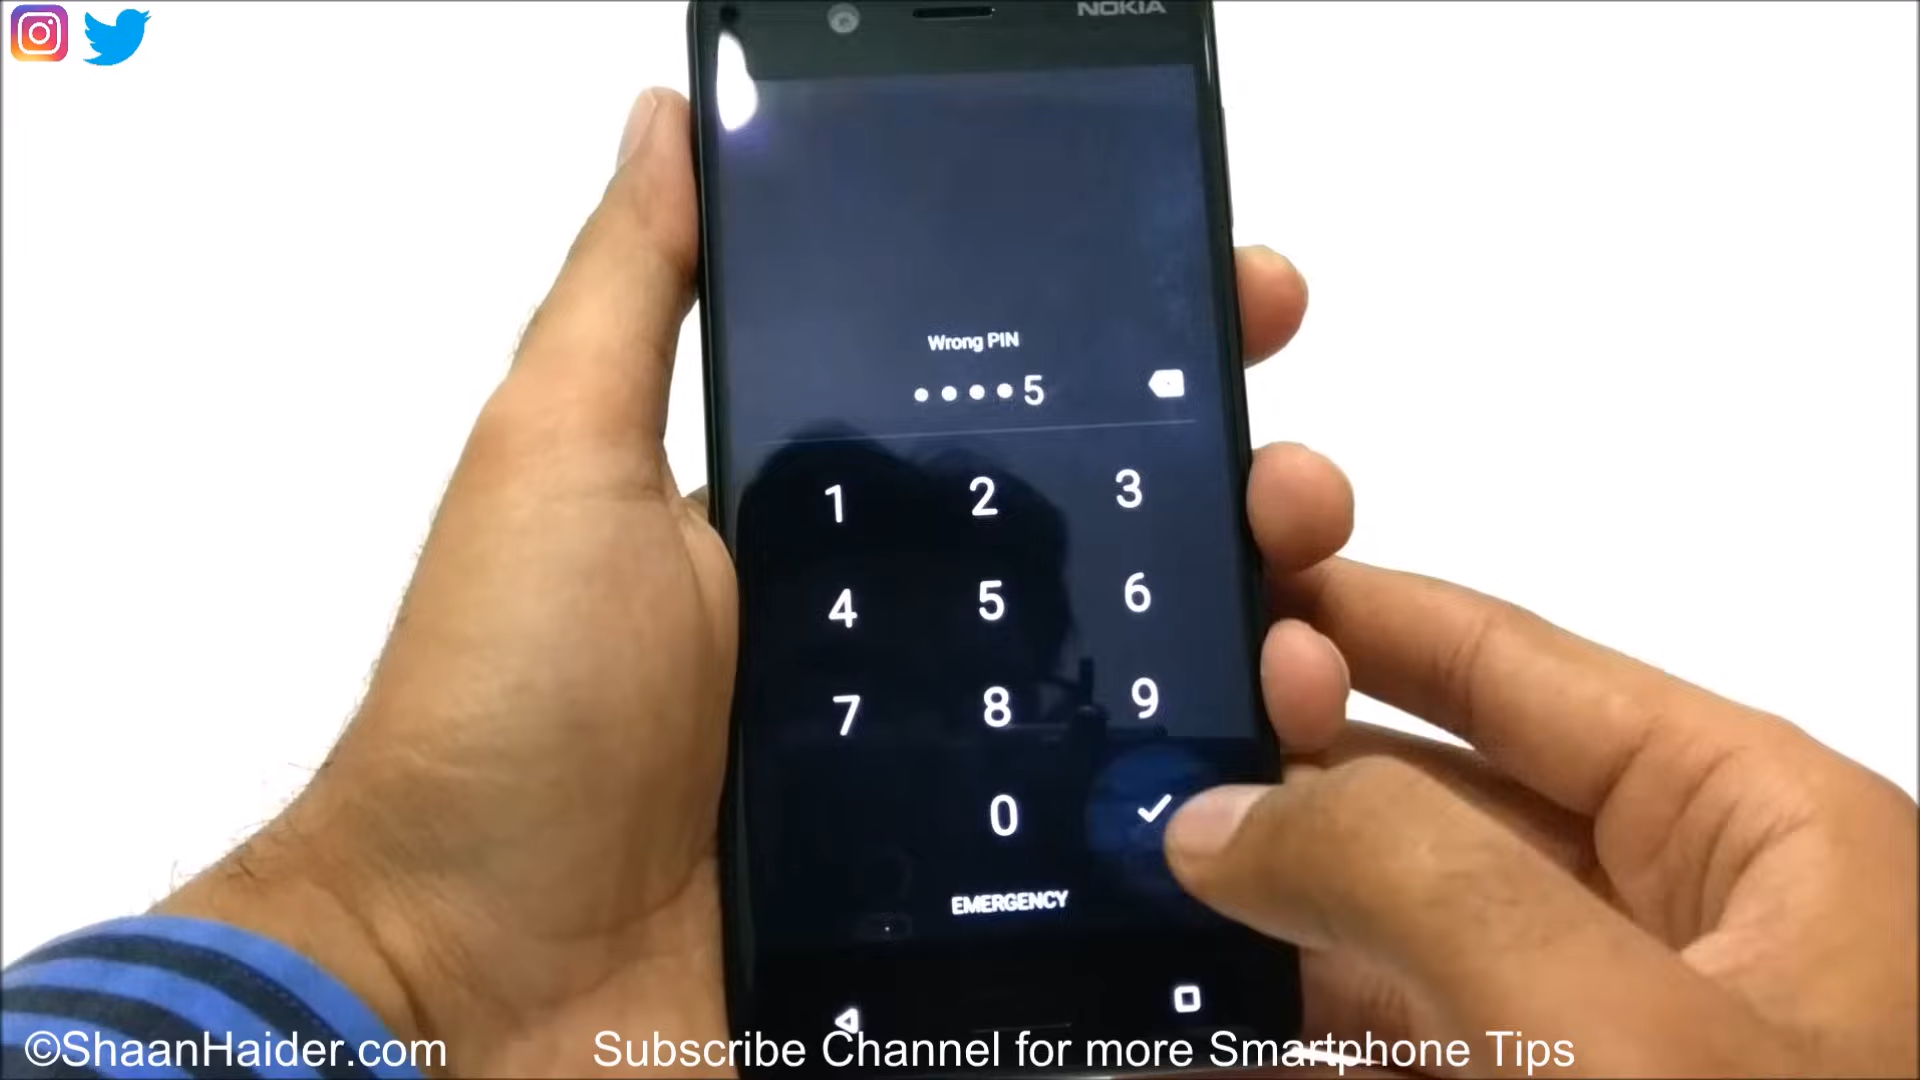 NOKIA
Wrong PIN
••••5
1 2 3
4 5 6
7 8 9
0
EMERGENCY
©ShaanHaider.com
Subscribe Channel for more Smartphone Tips